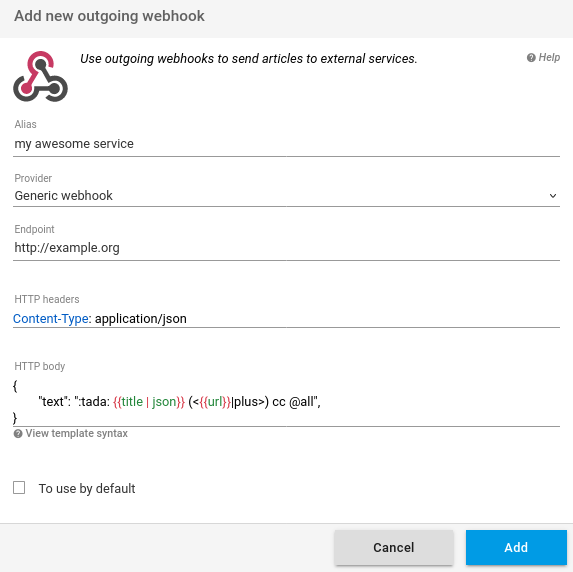 Add new outgoing webhook
Use outgoing webhooks to send articles to external services.
Help
Alias
my awesome service
Provider
Generic webhook
Endpoint
http://example.org
HTTP headers
Content-Type: application/json
HTTP body
{
"text": ":tada: {{title | json}} (<{{url}}|plus>) cc @all",
}
View template syntax
To use by default
Cancel
Add